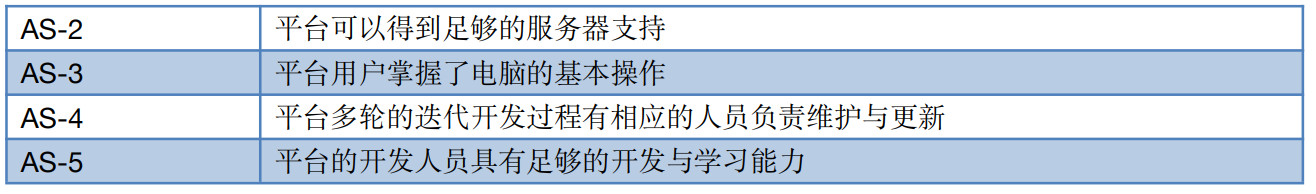 AS-2 平台可以得到足够的服务器支持
AS-3 平台用户掌握了电脑的基本操作
AS-4 平台多轮的迭代开发过程有相应的人员负责维护与更新
AS-5 平台的开发人员具有足够的开发与学习能力